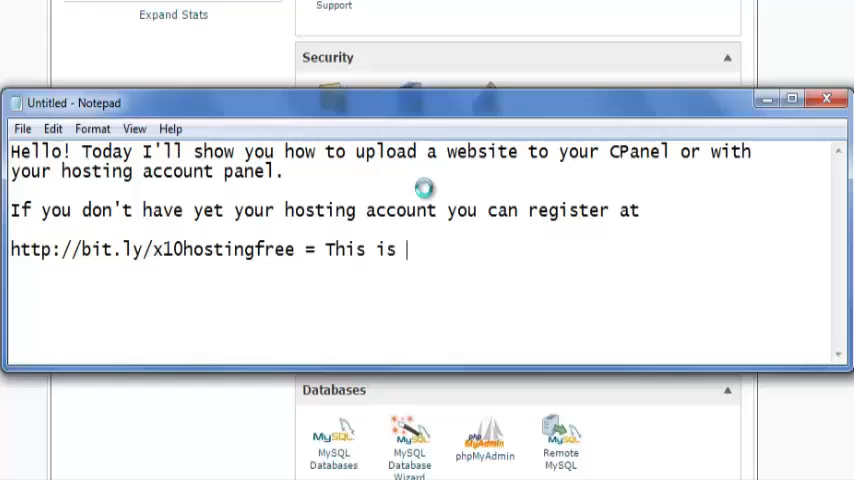 Support
Expand Stats
Security
Untitled - Notepad
File Edit Format View Help
Hello! Today I'll show you how to upload a website to your CPanel or with
your hosting account panel.
If you don't have yet your hosting account you can register at
http://bit.ly/x10hostingfree = This is
Databases
MySQL
Databases
MySQL
Database
Wizard
phpMyAdmin
Remote
MySQL